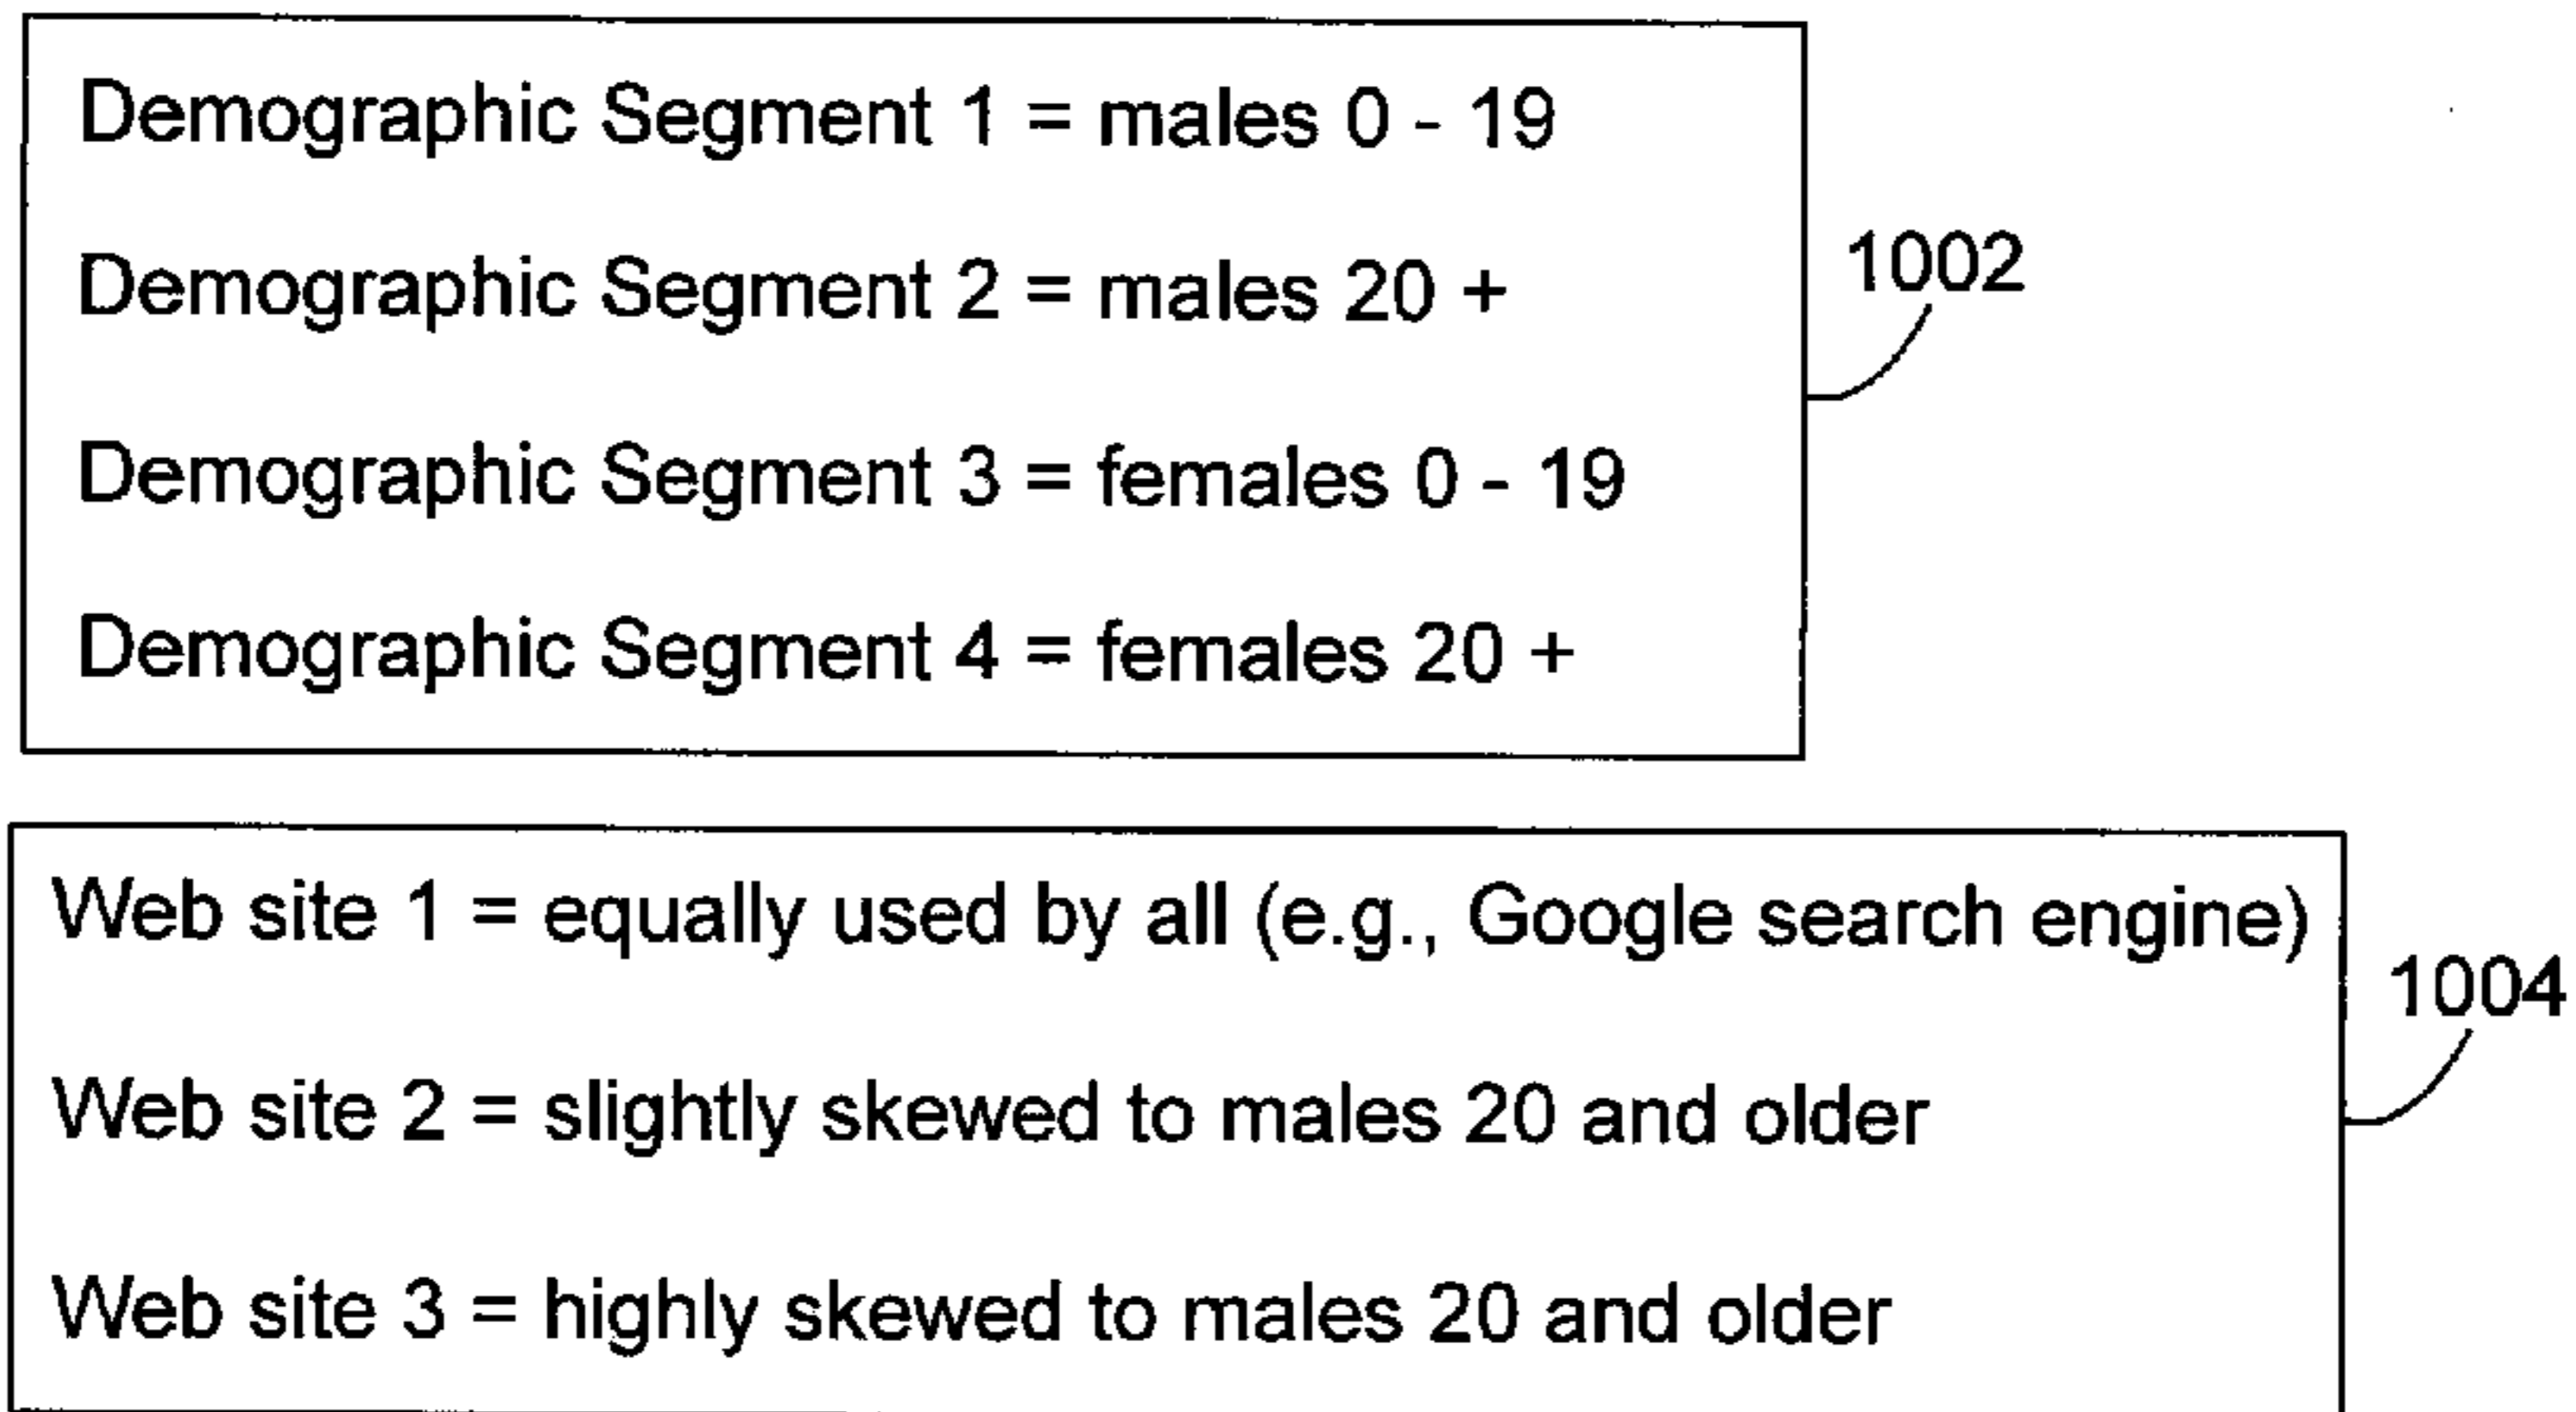 Demographic Segment 1 = males 0 - 19
Demographic Segment 2 = males 20 +
1002
Demographic Segment 3 = females 0 - 19
Demographic Segment 4 = females 20 +
Web site 1 = equally used by all (e.g., Google search engine)
1004
Web site 2 = slightly skewed to males 20 and older
Web site 3 = highly skewed to males 20 and older